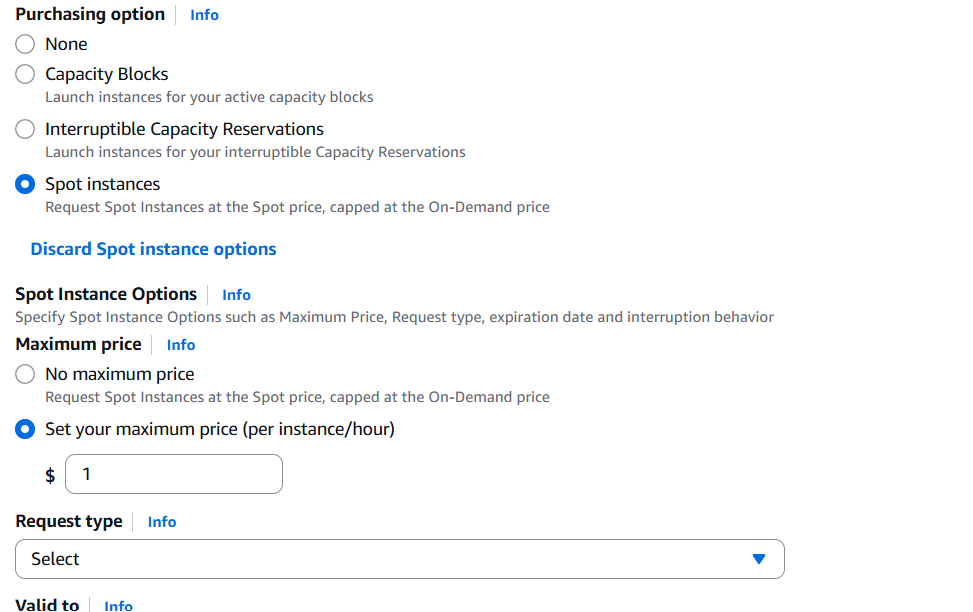 Purchasing option Info
None
Capacity Blocks
Launch instances for your active capacity blocks
Interruptible Capacity Reservations
Launch instances for your interruptible Capacity Reservations
Spot instances
Request Spot Instances at the Spot price, capped at the On-Demand price
Discard Spot instance options
Spot Instance Options Info
Specify Spot Instance Options such as Maximum Price, Request type, expiration date and interruption behavior
Maximum price Info
No maximum price
Request Spot Instances at the Spot price, capped at the On-Demand price
Set your maximum price (per instance/hour)
$ 1
Request type Info
Select
Valid to Info